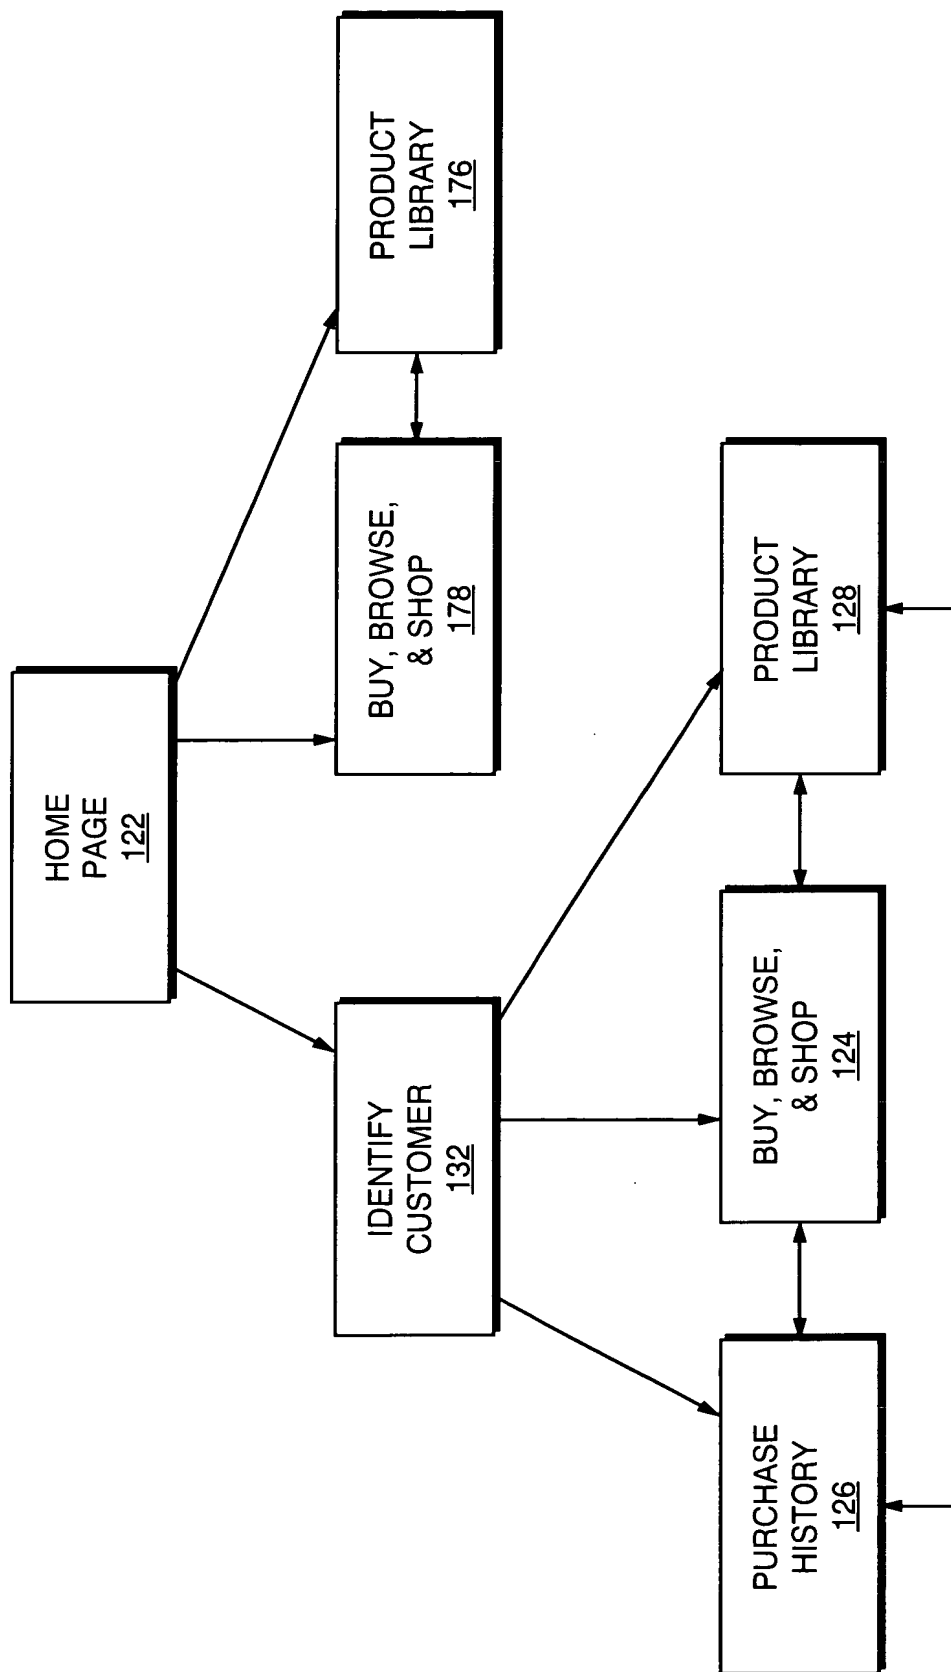 HOME
PAGE
122
IDENTIFY
CUSTOMER
132
BUY, BROWSE,
& SHOP
178
PRODUCT
LIBRARY
176
PURCHASE
HISTORY
126
BUY, BROWSE,
& SHOP
124
PRODUCT
LIBRARY
128